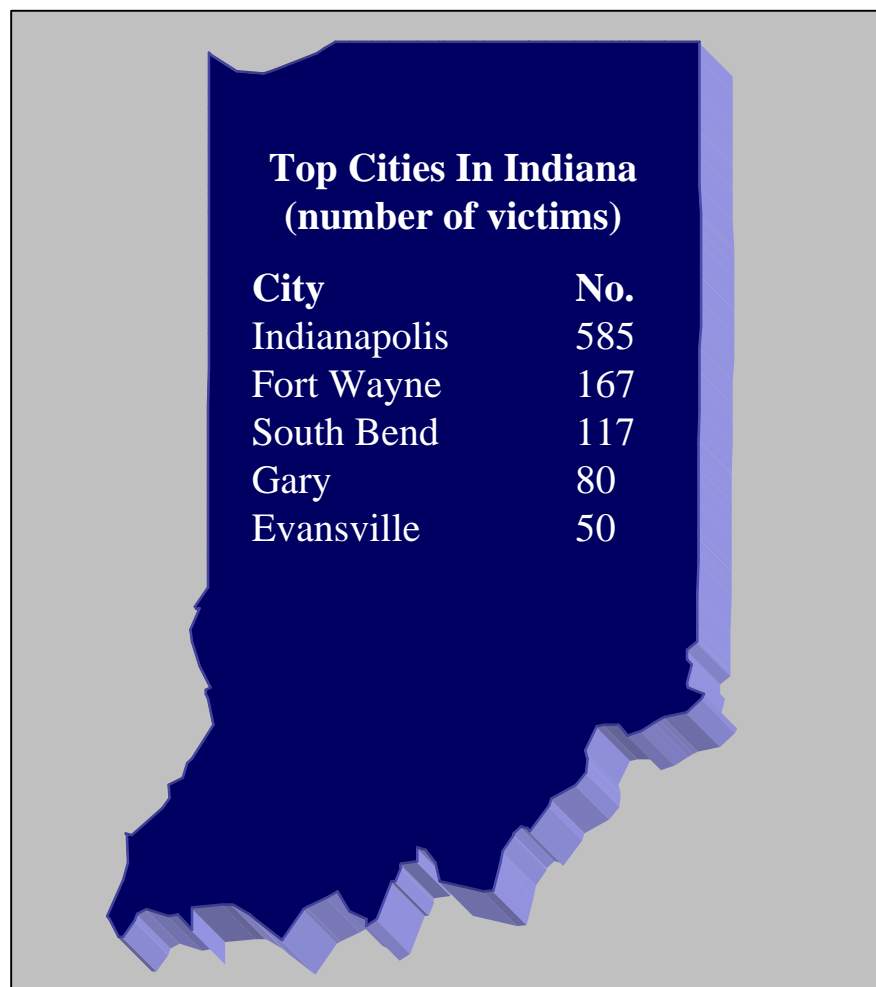 Top Cities In Indiana
(number of victims)
City No.
Indianapolis 585
Fort Wayne 167
South Bend 117
Gary 80
Evansville 50